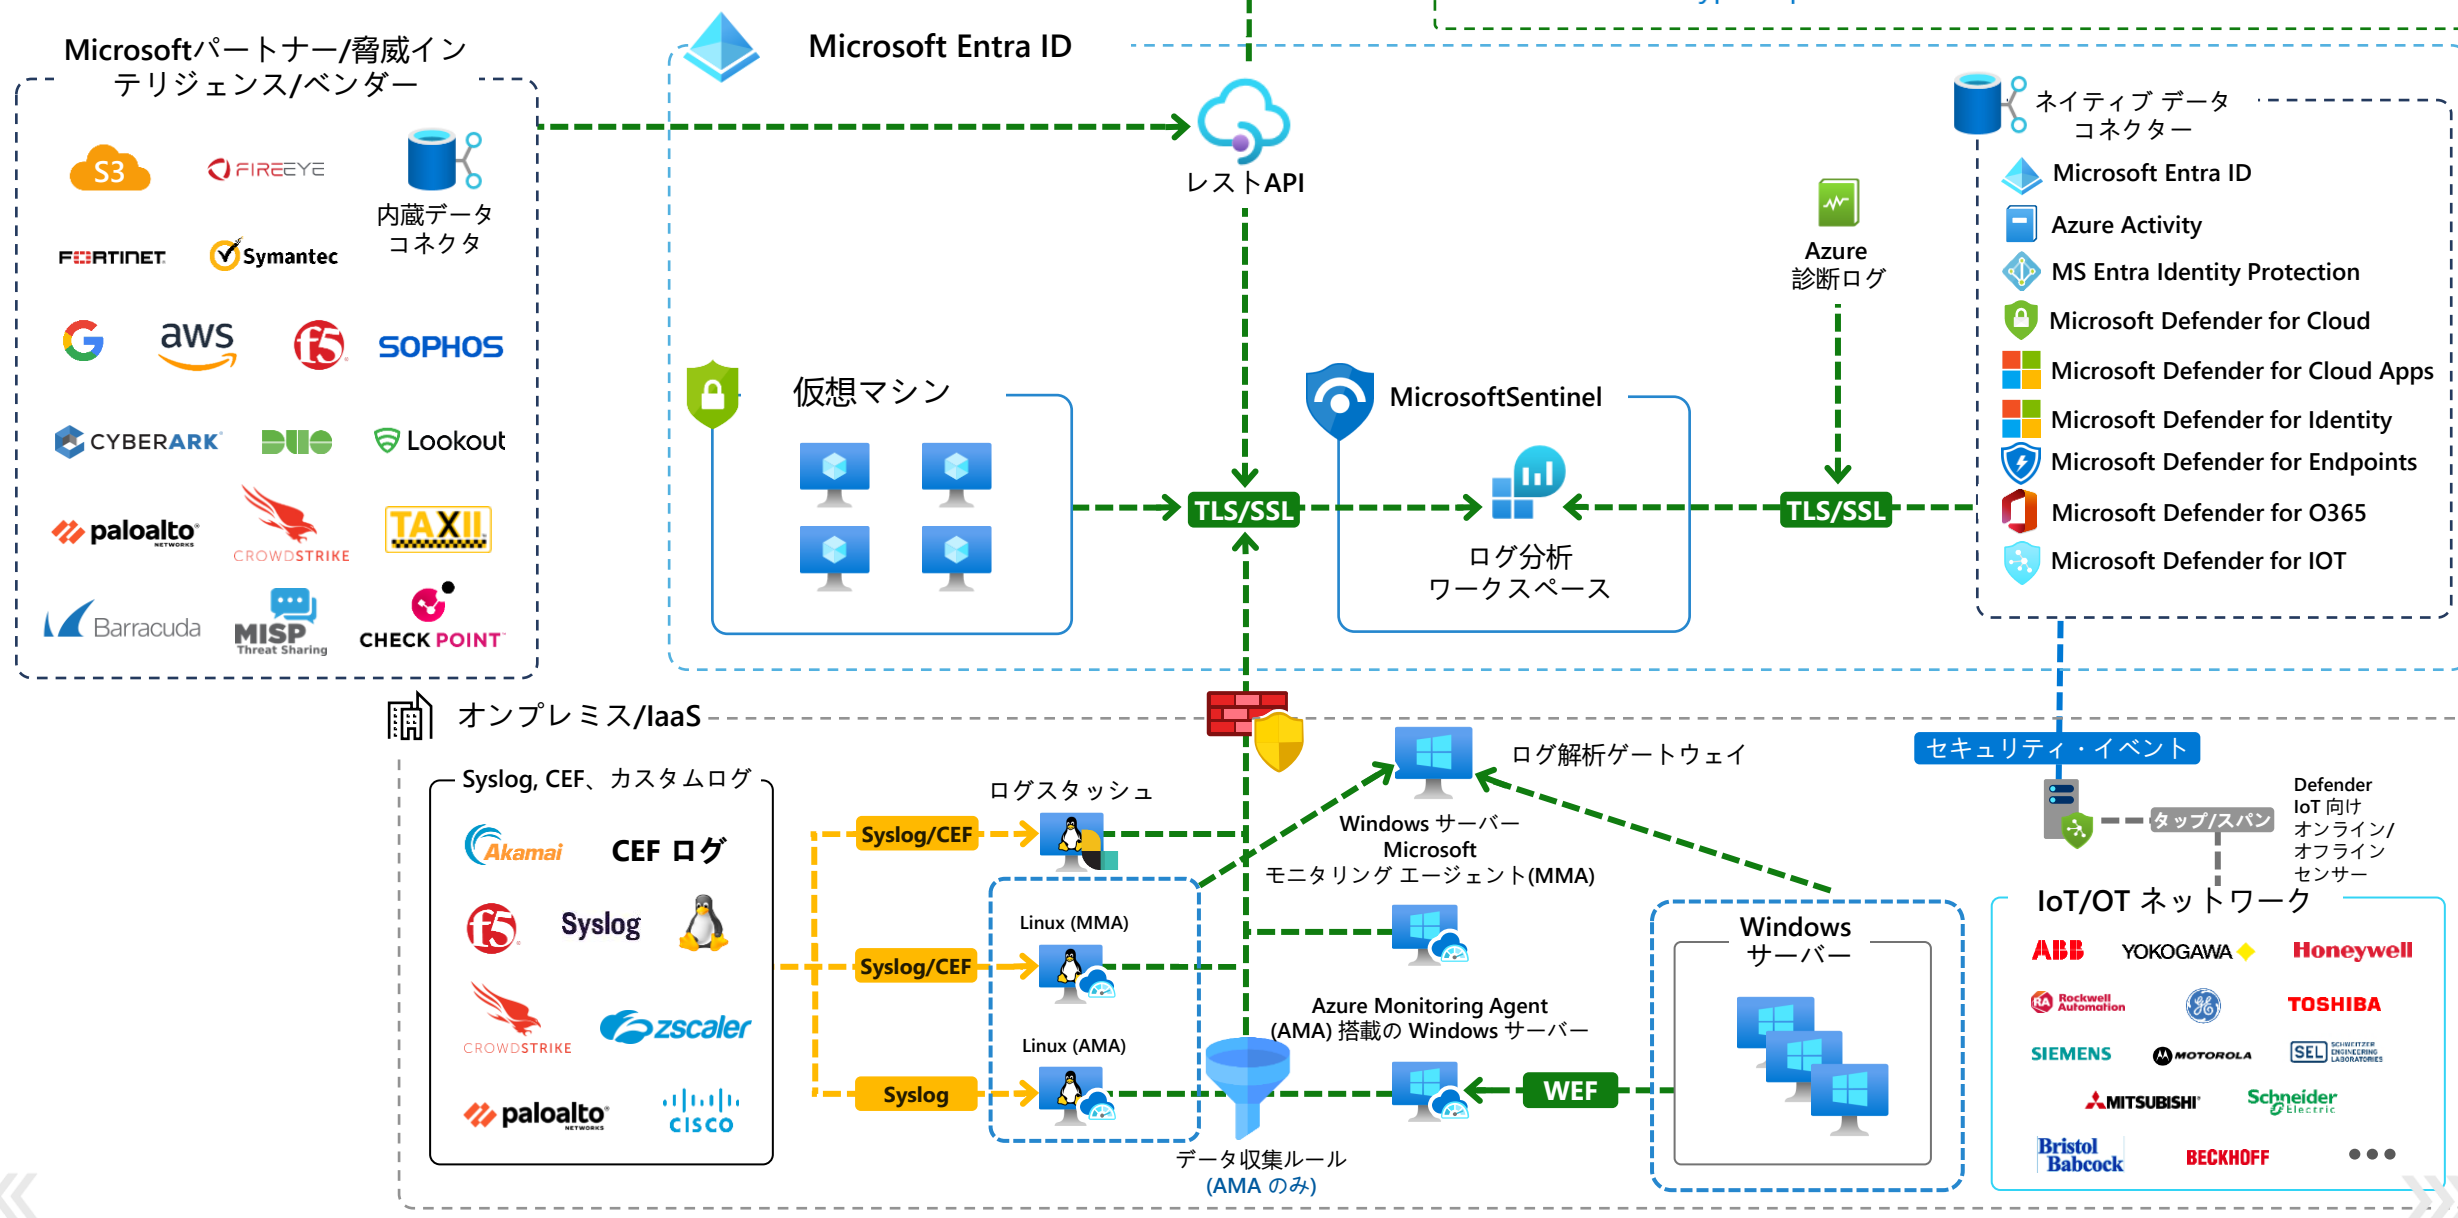 Microsoftパートナー/脅威イン
テリジェンス/ベンダー
S3
FIREEYE
内蔵データ
コネクタ
FORTINET
Symantec
aws
f5
SOPHOS
CYBERARK
DUO
Lookout
paloalto
NETWORKS
CROWDSTRIKE
TAXII
Barracuda
MISP
Threat Sharing
CHECK POINT
Microsoft Entra ID
レストAPI
仮想マシン
TLS/SSL
MicrosoftSentinel
ログ分析
ワークスペース
Azure
診断ログ
TLS/SSL
ネイティブ データ
コネクター
Microsoft Entra ID
Azure Activity
MS Entra Identity Protection
Microsoft Defender for Cloud
Microsoft Defender for Cloud Apps
Microsoft Defender for Identity
Microsoft Defender for Endpoints
Microsoft Defender for O365
Microsoft Defender for IOT
オンプレミス/IaaS
Syslog, CEF、カスタムログ
Akamai
CEF ログ
f5
Syslog
CROWDSTRIKE
zscaler
paloalto
NETWORKS
CISCO
Syslog/CEF
Syslog/CEF
Syslog
ログスタッシュ
Linux (MMA)
Linux (AMA)
データ収集ルール
(AMA のみ)
ログ解析ゲートウェイ
Windows サーバー
Microsoft
モニタリング エージェント(MMA)
Azure Monitoring Agent
(AMA) 搭載の Windows サーバー
WEF
Windows
サーバー
セキュリティ・イベント
タップ/スパン
Defender
IoT 向け
オンライン/
オフライン
センサー
IoT/OT ネットワーク
ABB
YOKOGAWA
Honeywell
RA
Rockwell
Automation
GE
TOSHIBA
SIEMENS
MOTOROLA
SEL
SCHWEITZER
ENGINEERING
LABORATORIES
MITSUBISHI
Schneider
Electric
Bristol
Babcock
BECKHOFF